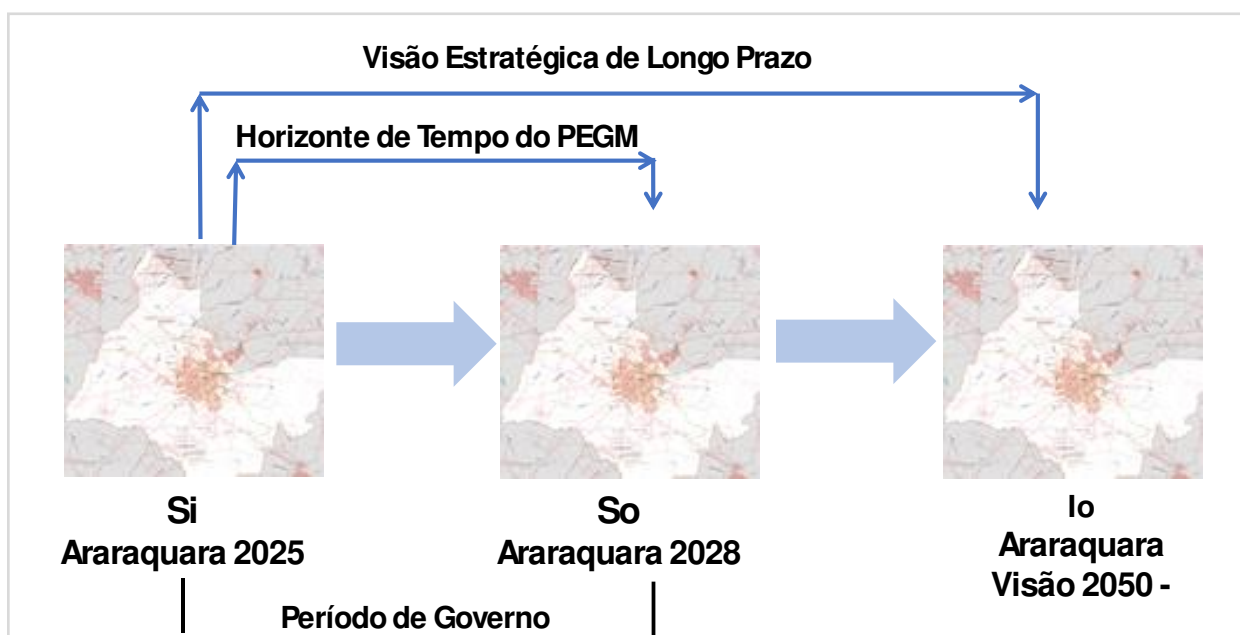 Visão Estratégica de Longo Prazo
Horizonte de Tempo do PEGM
Si
Araraquara 2025
So
Araraquara 2028
Io
Araraquara
Visão 2050 -
Período de Governo